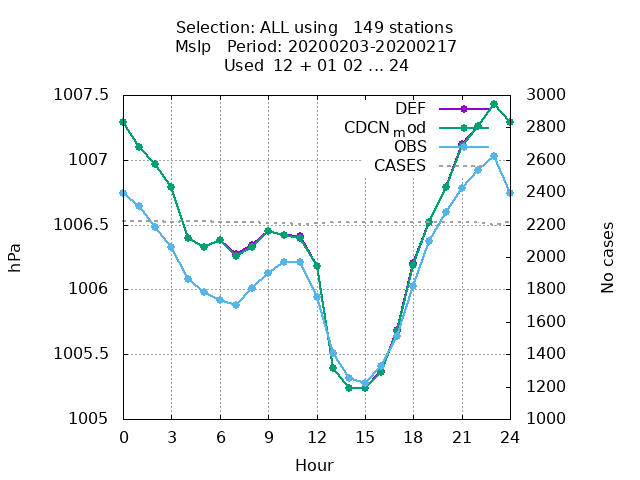 Selection: ALL using   149 stations
Mslp   Period: 20200203-20200217
Used  12 + 01 02 ... 24
1007.5
1007
1006.5
1006
1005.5
1005
hPa
DEF
CDCN_mod
OBS
CASES
3000
2800
2600
2400
2200
2000
1800
1600
1400
1200
1000
No cases
0 3 6 9 12 15 18 21 24
Hour